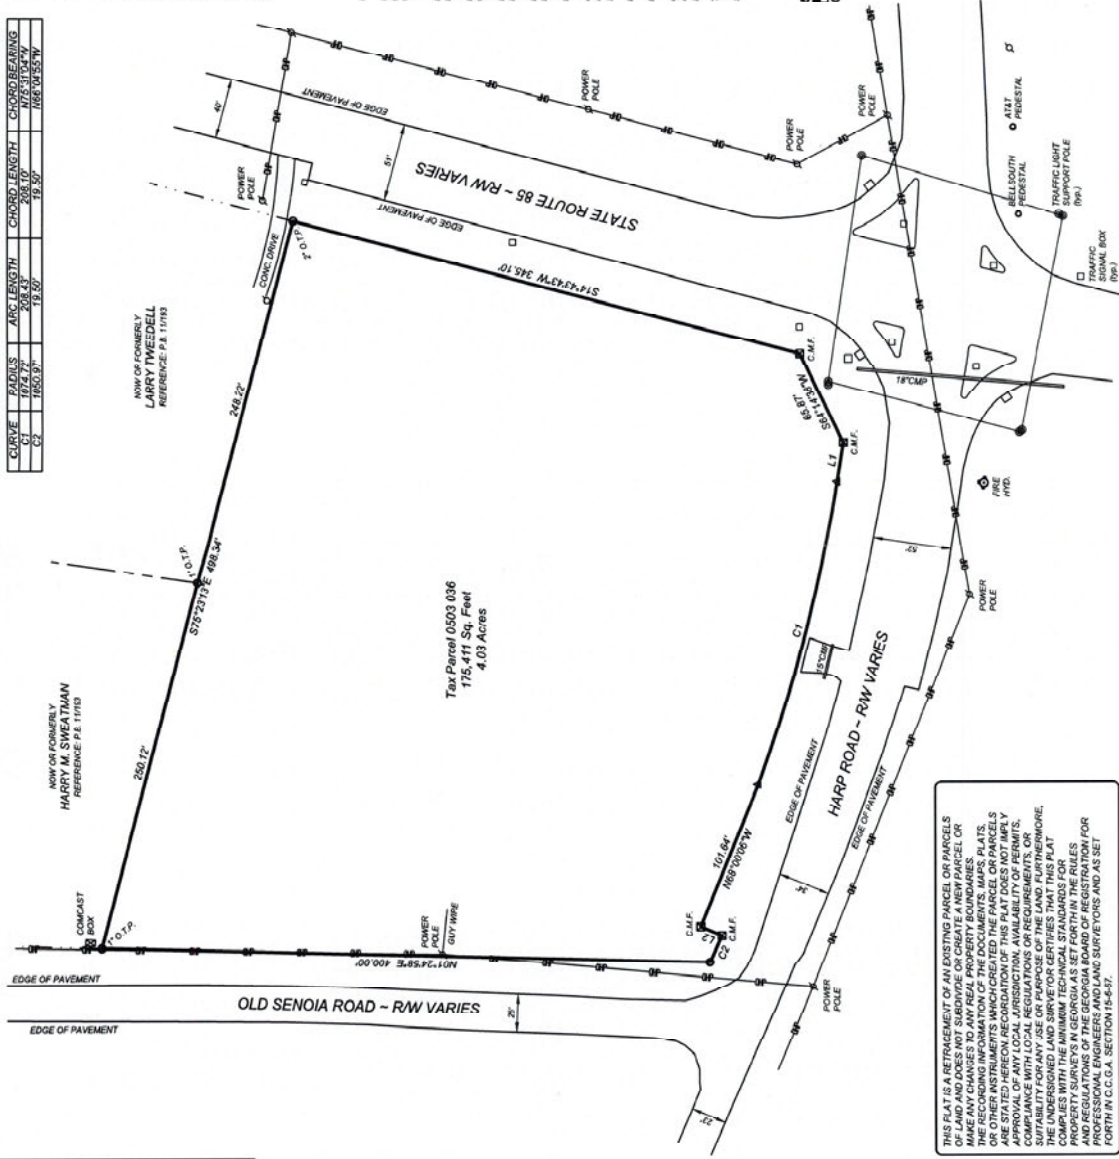 CURVE RADIUS ARC LENGTH CHORD LENGTH CHORD BEARING
C1 1674.77' 208.43' 208.10' N75°31'04"W
C2 1650.97' 19.50' 19.50' N66°04'55"W
40'
EDGE OF PAVEMENT
POWER
POLE
POWER
POLE
51'
STATE ROUTE 85 ~ R/W VARIES
EDGE OF PAVEMENT
CONC. DRIVE
2" O.T.P.
POWER
POLE
POWER
POLE
AT&T
PEDESTAL
BELLSOUTH
PEDESTAL
TRAFFIC LIGHT
SUPPORT POLE
(typ.)
TRAFFIC
SIGNAL BOX
(typ.)
NOW OR FORMERLY
LARRY TWEEDELL
REFERENCE: P.B. 11/193
248.22'
S14°43'43"W 345.10'
C.M.F.
65.87'
S64°14'36"W
C.M.F.
18"CMP
L1
FIRE
HYD.
1" O.T.P.
S75°23'13"E 498.34'
NOW OR FORMERLY
HARRY M. SWEATMAN
REFERENCE: P.B. 11/193
250.12'
Tax Parcel 0503 036
175,411 Sq. Feet
4.03 Acres
C1
15"CMP
52'
POWER
POLE
HARP ROAD ~ R/W VARIES
EDGE OF PAVEMENT
EDGE OF PAVEMENT
101.64'
N68°00'06"W
C.M.F.
L2
C.M.F.
C2
24'
COMCAST
BOX
1" O.T.P.
POWER
POLE
GUY WIRE
N01°24'58"E 400.00'
EDGE OF PAVEMENT
OLD SENOIA ROAD ~ R/W VARIES
EDGE OF PAVEMENT
25'
POWER
POLE
23'
THIS PLAT IS A RETRACEMENT OF AN EXISTING PARCEL OR PARCELS
OF LAND AND DOES NOT SUBDIVIDE OR CREATE A NEW PARCEL OR
MAKE ANY CHANGES TO ANY REAL PROPERTY BOUNDARIES.
THE RECORDING INFORMATION OF THE DOCUMENTS, MAPS, PLATS,
OR OTHER INSTRUMENTS WHICH CREATED THE PARCEL OR PARCELS
ARE STATED HEREON. RECORDATION OF THIS PLAT DOES NOT IMPLY
APPROVAL OF ANY LOCAL JURISDICTION, AVAILABILITY OF PERMITS,
COMPLIANCE WITH LOCAL REGULATIONS OR REQUIREMENTS, OR
SUITABILITY FOR ANY USE OR PURPOSE OF THE LAND. FURTHERMORE,
THE UNDERSIGNED LAND SURVEYOR CERTIFIES THAT THIS PLAT
COMPLIES WITH THE MINIMUM TECHNICAL STANDARDS FOR
PROPERTY SURVEYS IN GEORGIA AS SET FORTH IN THE RULES
AND REGULATIONS OF THE GEORGIA BOARD OF REGISTRATION FOR
PROFESSIONAL ENGINEERS AND LAND SURVEYORS AND AS SET
FORTH IN O.C.G.A. SECTION 15-6-67.